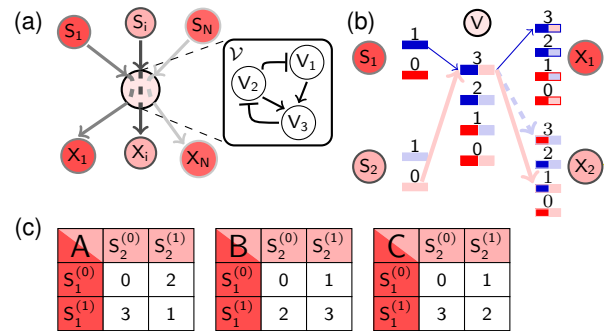 (a)
S₁
Sᵢ
S_N
𝒱
V₁
V₂
V₃
X₁
Xᵢ
X_N
(b)
V
S₁
1
0
S₂
1
0
3
2
1
0
3
2
1
0
X₁
3
2
1
0
X₂
(c)
A S₂⁽⁰⁾ S₂⁽¹⁾
S₁⁽⁰⁾ 0 2
S₁⁽¹⁾ 3 1
B S₂⁽⁰⁾ S₂⁽¹⁾
S₁⁽⁰⁾ 0 1
S₁⁽¹⁾ 2 3
C S₂⁽⁰⁾ S₂⁽¹⁾
S₁⁽⁰⁾ 0 1
S₁⁽¹⁾ 3 2